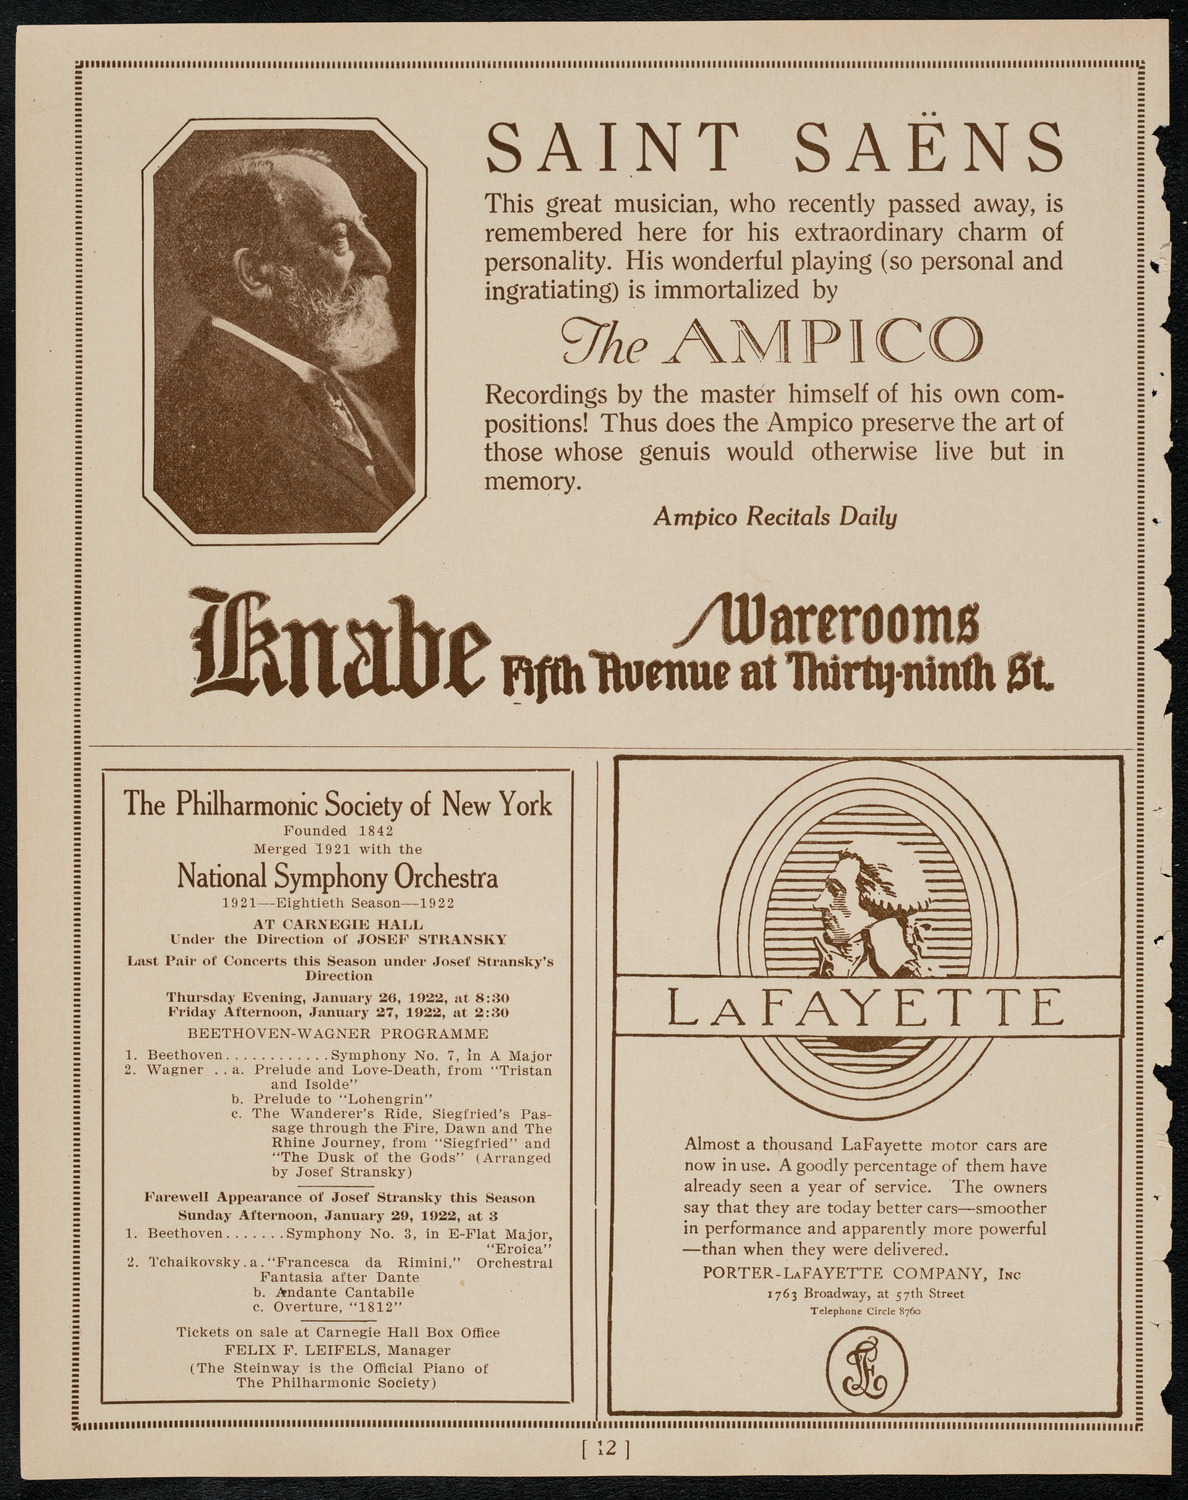 SAINT SAËNS
This great musician, who recently passed away, is
remembered here for his extraordinary charm of
personality. His wonderful playing (so personal and
ingratiating) is immortalized by
The AMPICO
Recordings by the master himself of his own com-
positions! Thus does the Ampico preserve the art of
those whose genuis would otherwise live but in
memory.
Ampico Recitals Daily
Knabe Warerooms
Fifth Avenue at Thirty-ninth St.
The Philharmonic Society of New York
Founded 1842
Merged 1921 with the
National Symphony Orchestra
1921—Eightieth Season—1922
AT CARNEGIE HALL
Under the Direction of JOSEF STRANSKY
Last Pair of Concerts this Season under Josef Stransky's
Direction
Thursday Evening, January 26, 1922, at 8:30
Friday Afternoon, January 27, 1922, at 2:30
BEETHOVEN-WAGNER PROGRAMME
1. Beethoven............Symphony No. 7, in A Major
2. Wagner ..a. Prelude and Love-Death, from "Tristan
and Isolde"
b. Prelude to "Lohengrin"
c. The Wanderer's Ride, Siegfried's Pas-
sage through the Fire, Dawn and The
Rhine Journey, from "Siegfried" and
"The Dusk of the Gods" (Arranged
by Josef Stransky)
Farewell Appearance of Josef Stransky this Season
Sunday Afternoon, January 29, 1922, at 3
1. Beethoven.......Symphony No. 3, in E-Flat Major,
"Eroica"
2. Tchaikovsky.a."Francesca da Rimini," Orchestral
Fantasia after Dante
b. Andante Cantabile
c. Overture, "1812"
Tickets on sale at Carnegie Hall Box Office
FELIX F. LEIFELS, Manager
(The Steinway is the Official Piano of
The Philharmonic Society)
LAFAYETTE
Almost a thousand LaFayette motor cars are
now in use. A goodly percentage of them have
already seen a year of service. The owners
say that they are today better cars—smoother
in performance and apparently more powerful
—than when they were delivered.
PORTER-LAFAYETTE COMPANY, INC
1763 Broadway, at 57th Street
Telephone Circle 8760
[ 12 ]